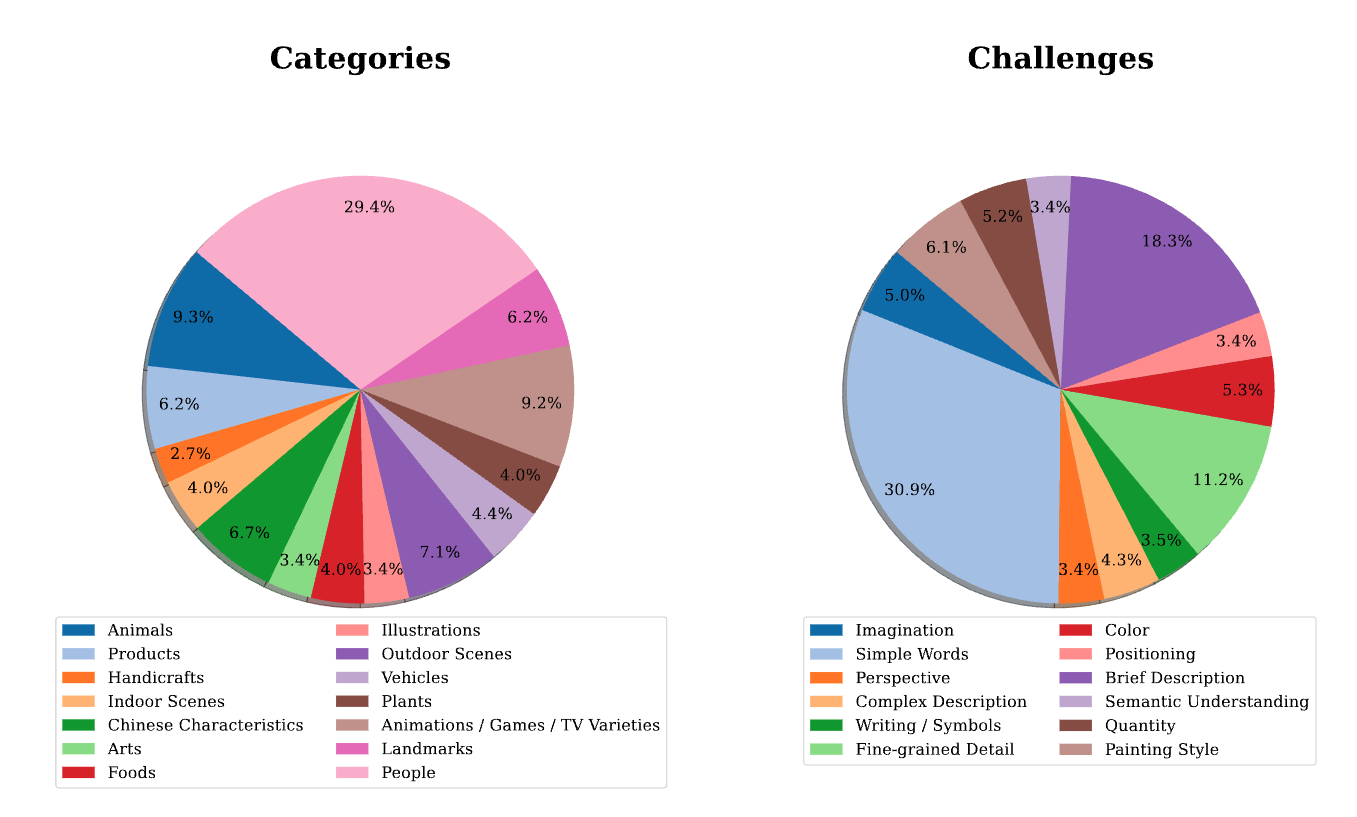 Categories
29.4%
9.3%
6.2%
6.2%
9.2%
2.7%
4.0%
4.0%
6.7%
4.4%
3.4%
4.0%
3.4%
7.1%
Animals
Products
Handicrafts
Indoor Scenes
Chinese Characteristics
Arts
Foods
Illustrations
Outdoor Scenes
Vehicles
Plants
Animations / Games / TV Varieties
Landmarks
People
Challenges
3.4%
5.2%
18.3%
6.1%
5.0%
3.4%
5.3%
30.9%
11.2%
3.5%
4.3%
3.4%
Imagination
Simple Words
Perspective
Complex Description
Writing / Symbols
Fine-grained Detail
Color
Positioning
Brief Description
Semantic Understanding
Quantity
Painting Style